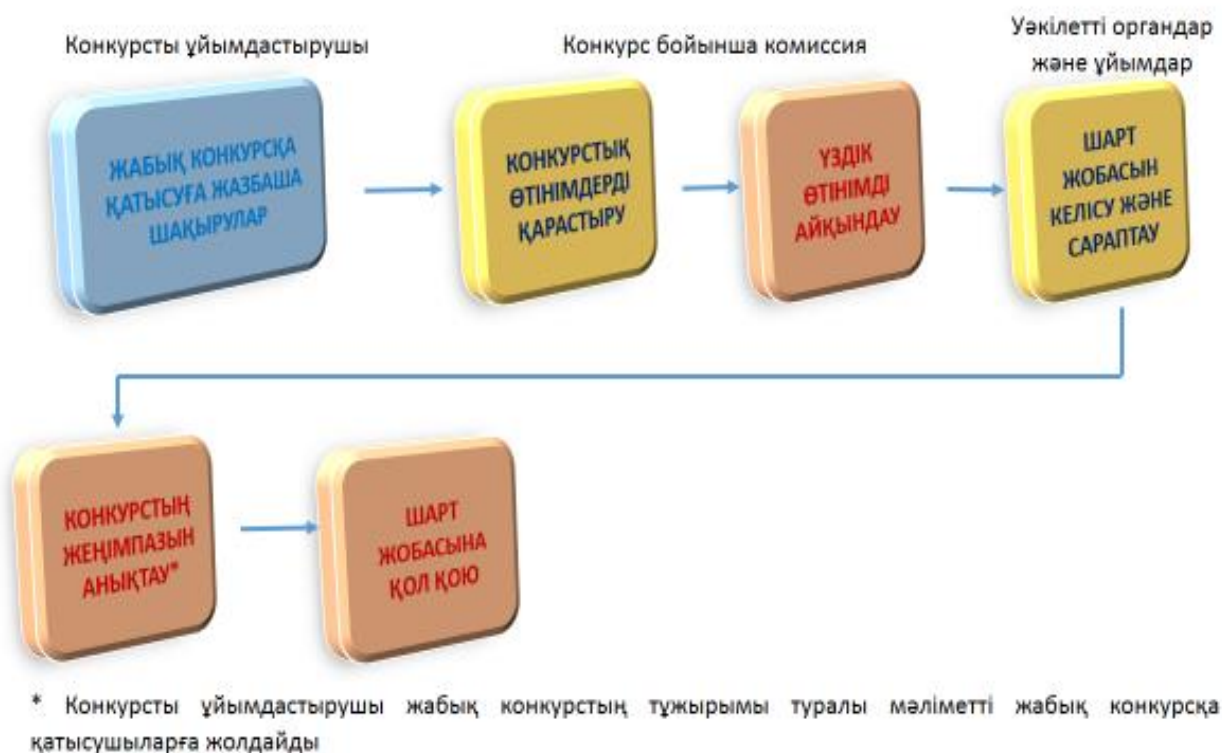 Конкурсты ұйымдастырушы
Конкурс бойынша комиссия
Уәкілетті органдар
және ұйымдар
ЖАБЫҚ КОНКУРСҚА
ҚАТЫСУҒА ЖАЗБАША
ШАҚЫРУЛАР
КОНКУРСТЫҚ
ӨТІНІМДЕРДІ
ҚАРАСТЫРУ
ҮЗДІК
ӨТІНІМДІ
АЙҚЫНДАУ
ШАРТ
ЖОБАСЫН
КЕЛІСУ ЖӘНЕ
САРАПТАУ
КОНКУРСТЫҢ
ЖЕҢІМПАЗЫН
АНЫҚТАУ*
ШАРТ
ЖОБАСЫНА
ҚОЛ ҚОЮ
* Конкурсты ұйымдастырушы жабық конкурстың тұжырымы туралы мәліметті жабық конкурсқа
қатысушыларға жолдайды